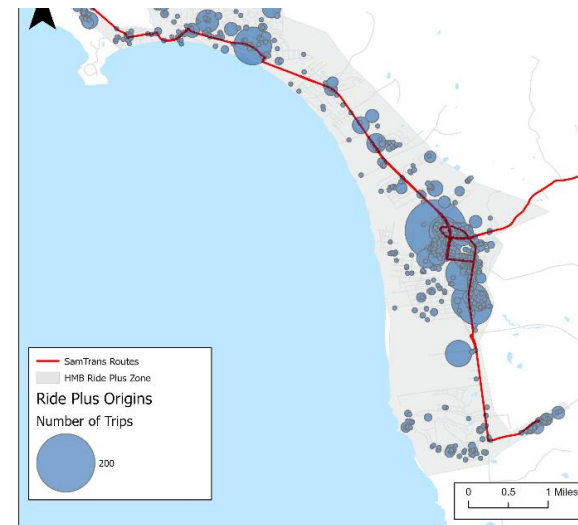 SamTrans Routes
HMB Ride Plus Zone
Ride Plus Origins
Number of Trips
200
0 0.5 1 Miles